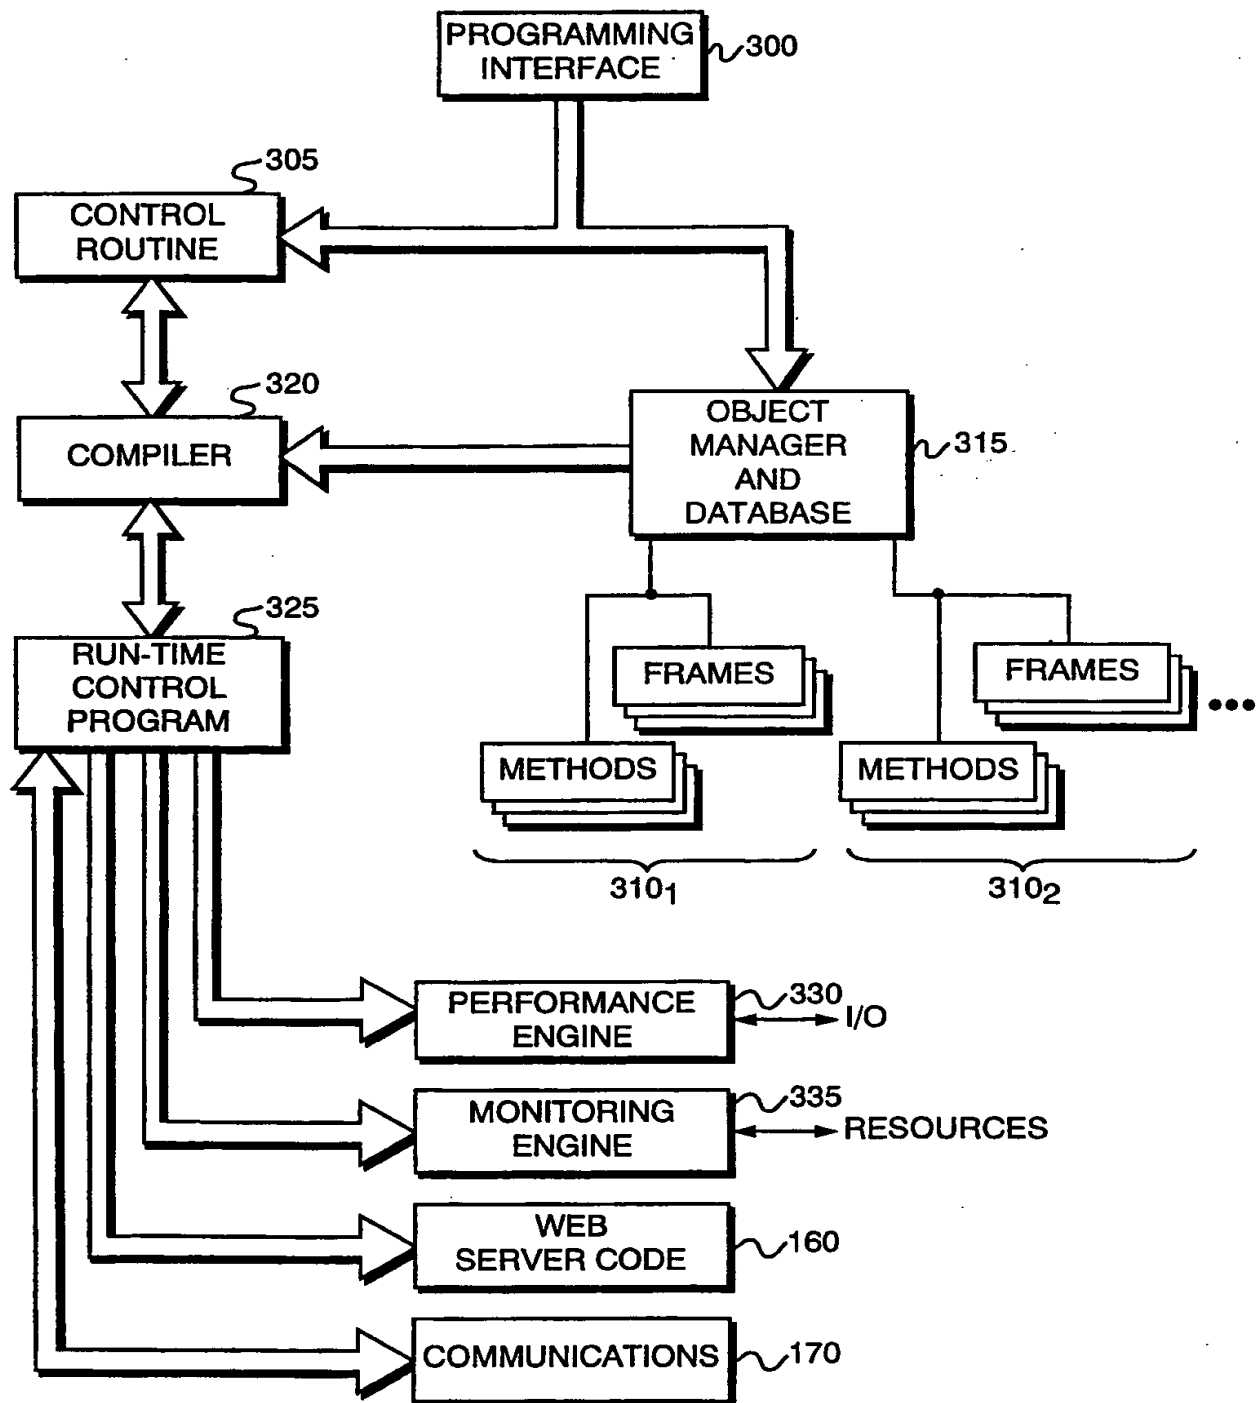 PROGRAMMING
INTERFACE
300
305
CONTROL
ROUTINE
320
COMPILER
OBJECT
MANAGER
AND
DATABASE
315
325
RUN-TIME
CONTROL
PROGRAM
FRAMES
FRAMES
•••
METHODS
METHODS
310₁
310₂
PERFORMANCE
ENGINE
330
I/O
MONITORING
ENGINE
335
RESOURCES
WEB
SERVER CODE
160
COMMUNICATIONS
170